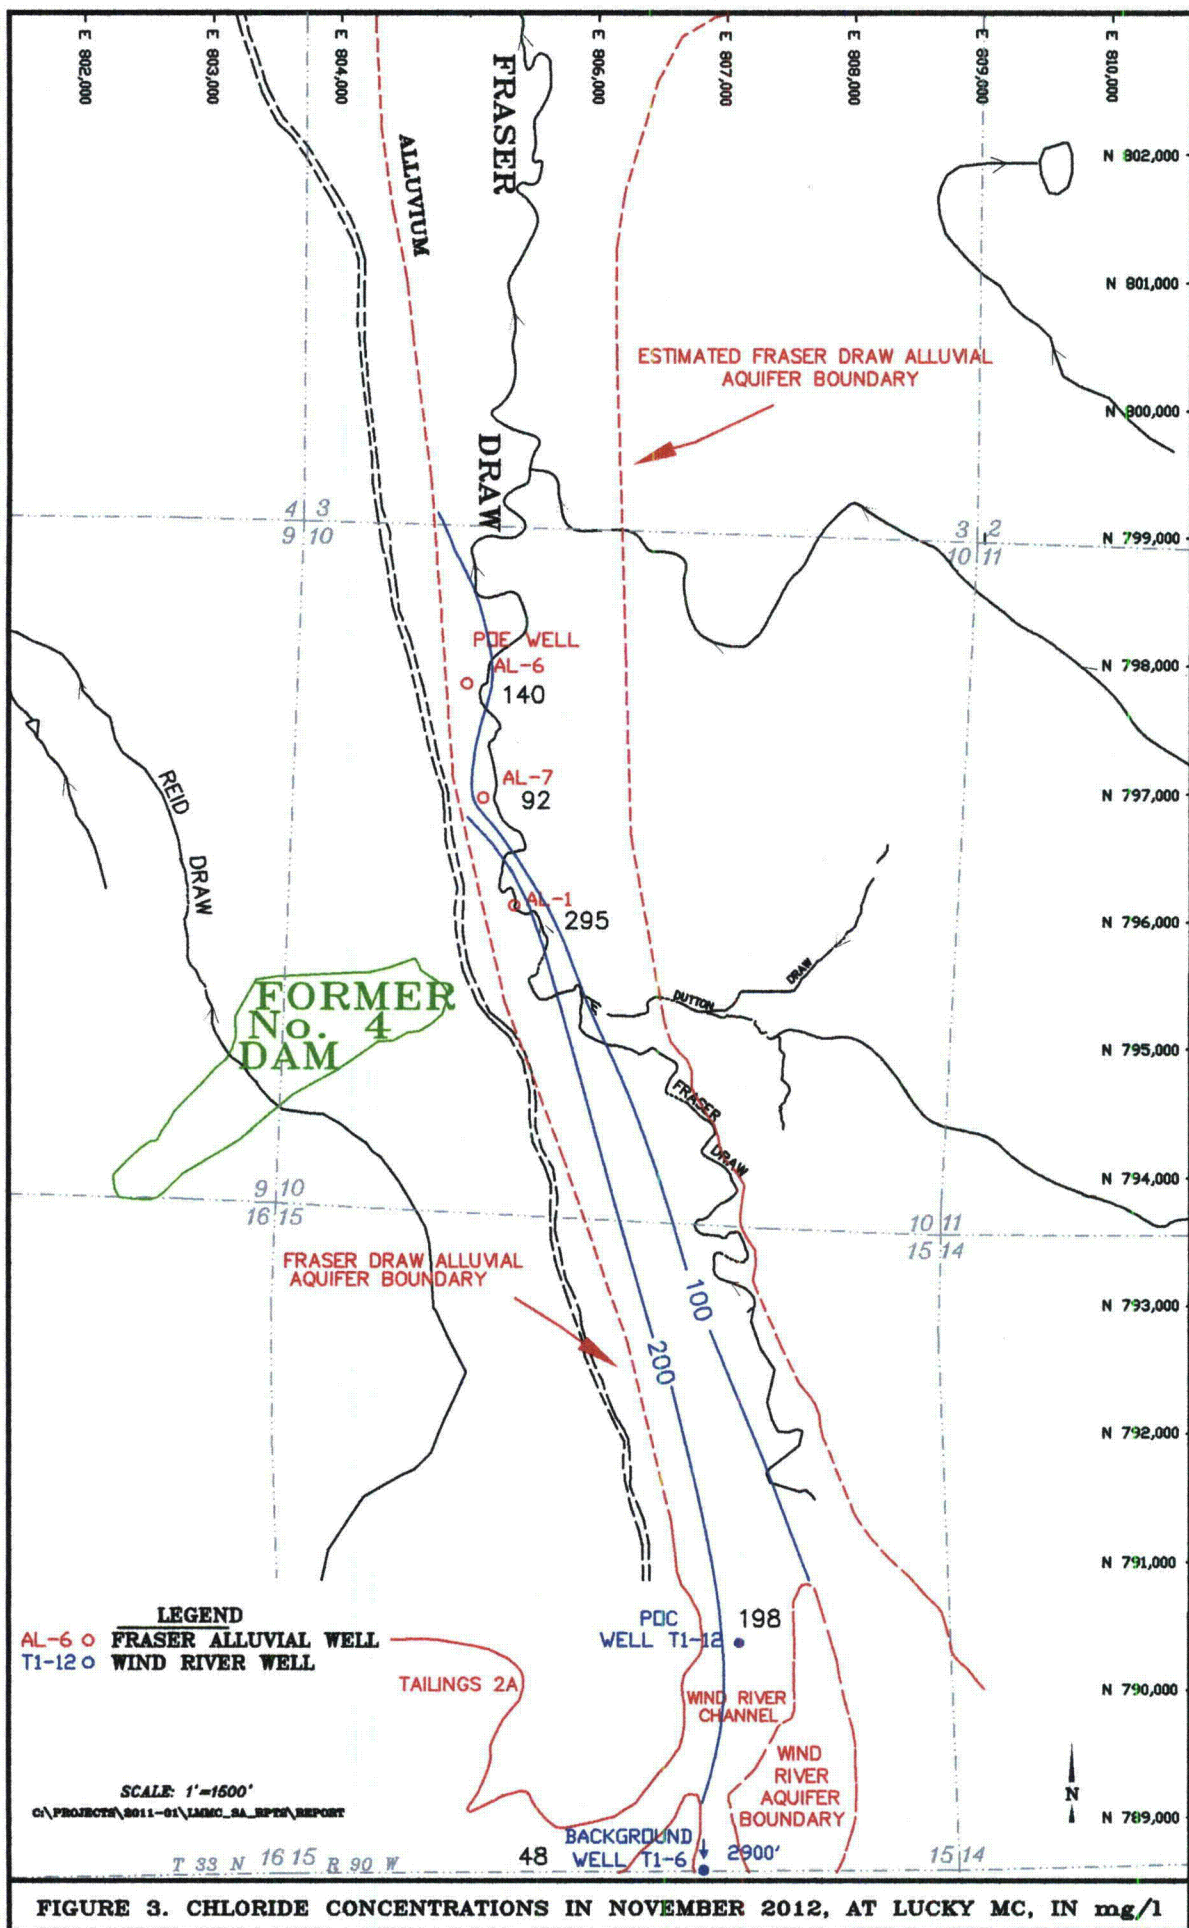 E 802,000
E 803,000
E 804,000
E 806,000
E 807,000
E 808,000
E 809,000
E 810,000
FRASER
ALLUVIUM
N 802,000
N 801,000
ESTIMATED FRASER DRAW ALLUVIAL
AQUIFER BOUNDARY
N 800,000
DRAW
4 3
9 10
3 2
10 11
N 799,000
POE WELL
AL-6
140
N 798,000
AL-7
92
N 797,000
REID
DRAW
AL-1
295
N 796,000
DRAW
DUTTON
FORMER
No. 4
DAM
N 795,000
FRASER
DRAW
N 794,000
9 10
16 15
10 11
15 14
FRASER DRAW ALLUVIAL
AQUIFER BOUNDARY
100
N 793,000
200
N 792,000
N 791,000
LEGEND
AL-6 FRASER ALLUVIAL WELL
T1-12 WIND RIVER WELL
POC
WELL T1-12
198
TAILINGS 2A
WIND RIVER
CHANNEL
N 790,000
WIND
RIVER
AQUIFER
BOUNDARY
SCALE: 1"=1600'
C:\PROJECTS\2011-01\LMMC_SA_RPTS\REPORT
N
N 789,000
BACKGROUND
WELL T1-6
2900'
48
T 33 N 16 15 R 90 W
15 14
FIGURE 3. CHLORIDE CONCENTRATIONS IN NOVEMBER 2012, AT LUCKY MC, IN mg/l